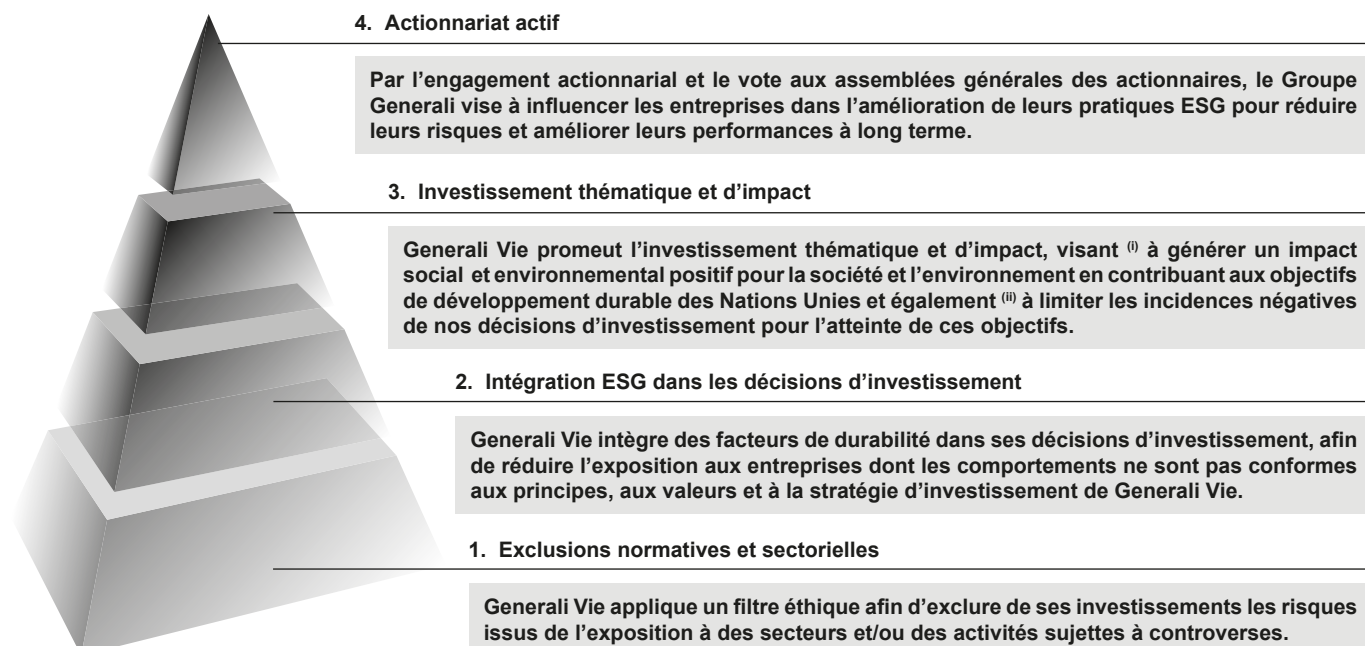 4. Actionnariat actif
Par l’engagement actionnarial et le vote aux assemblées générales des actionnaires, le Groupe
Generali vise à influencer les entreprises dans l’amélioration de leurs pratiques ESG pour réduire
leurs risques et améliorer leurs performances à long terme.
3. Investissement thématique et d’impact
Generali Vie promeut l’investissement thématique et d’impact, visant (i) à générer un impact
social et environnemental positif pour la société et l’environnement en contribuant aux objectifs
de développement durable des Nations Unies et également (ii) à limiter les incidences négatives
de nos décisions d’investissement pour l’atteinte de ces objectifs.
2. Intégration ESG dans les décisions d’investissement
Generali Vie intègre des facteurs de durabilité dans ses décisions d’investissement, afin
de réduire l’exposition aux entreprises dont les comportements ne sont pas conformes
aux principes, aux valeurs et à la stratégie d’investissement de Generali Vie.
1. Exclusions normatives et sectorielles
Generali Vie applique un filtre éthique afin d’exclure de ses investissements les risques
issus de l’exposition à des secteurs et/ou des activités sujettes à controverses.